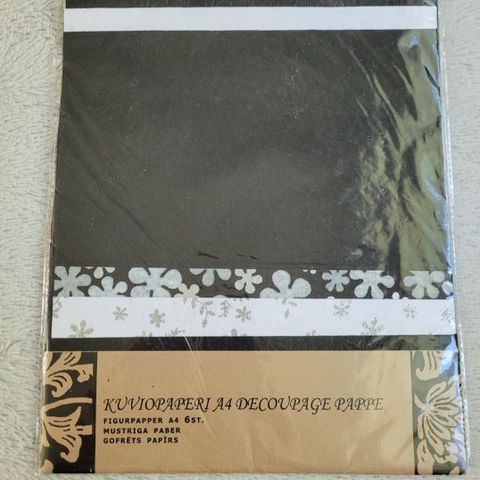 KUVIOPAPERI A4 DECOUPAGE PAPPE
FIGURPAPPER A4 6ST.
MUSTRIGA PABER
GOFRĒTS PAPĪRS